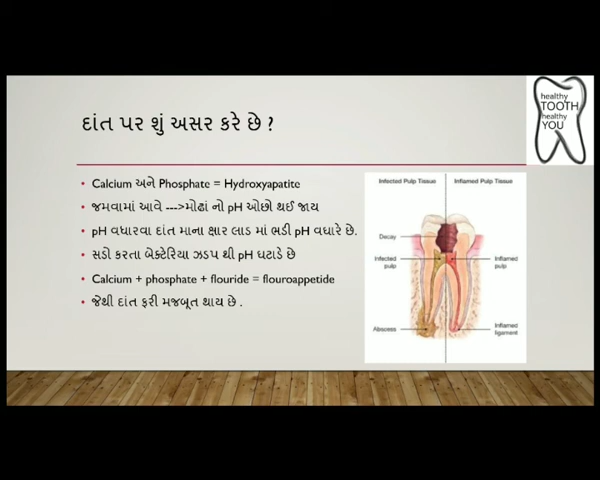 healthy
TOOTH
healthy
YOU
દાંત પર શું અસર કરે છે ?
Calcium અને Phosphate = Hydroxyapatite
જમવામાં આવે --->મોઢાં નો pH ઓછો થઈ જાય
pH વધારવા દાંત માના ક્ષાર લાડ માં ભડી pH વધારે છે.
સડો કરતા બેક્ટેરિયા ઝડપ થી pH ઘટાડે છે
Calcium + phosphate + flouride = flouroappetide
જેથી દાંત ફરી મજબૂત થાય છે .
Infected Pulp Tissue
Inflamed Pulp Tissue
Decay
Infected
pulp
Inflamed
pulp
Abscess
Inflamed
ligament